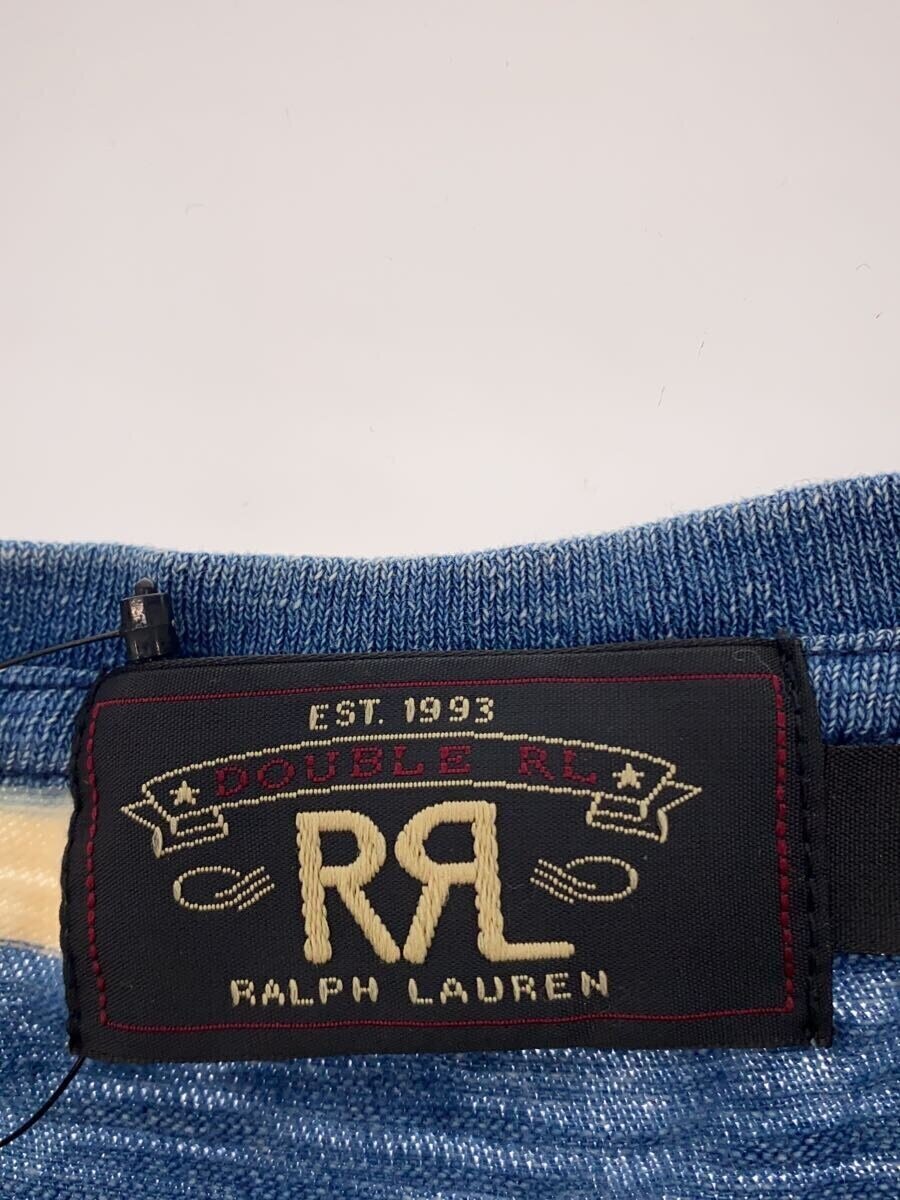 EST. 1993
DOUBLE RL
RRL
RALPH LAUREN